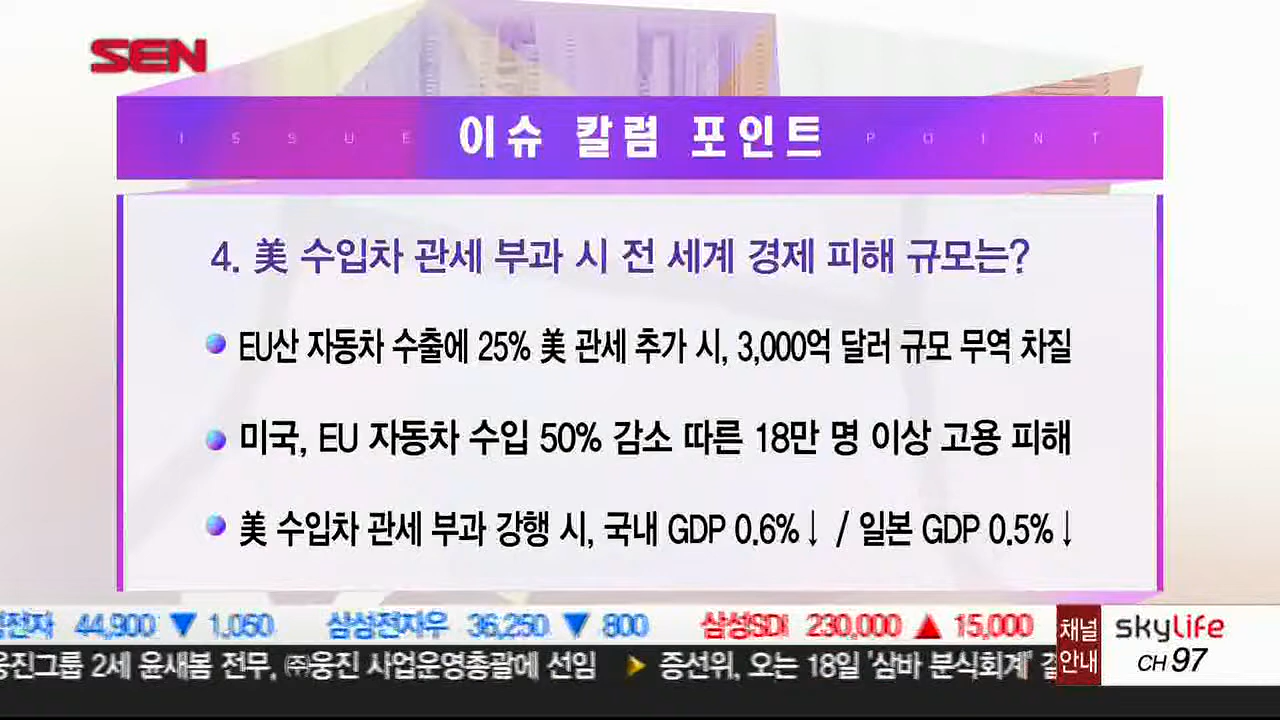 SEN
ISSUE 이슈 칼럼 포인트 POINT
4. 美 수입차 관세 부과 시 전 세계 경제 피해 규모는?
EU산 자동차 수출에 25% 美 관세 추가 시, 3,000억 달러 규모 무역 차질
미국, EU 자동차 수입 50% 감소 따른 18만 명 이상 고용 피해
美 수입차 관세 부과 강행 시, 국내 GDP 0.6%↓ / 일본 GDP 0.5%↓
전자 44,900 ▼ 1,050 삼성전자우 36,250 ▼ 800 삼성SDI 230,000 ▲ 15,000
채널 안내
skylife
CH 97
웅진그룹 2세 윤새봄 전무, ㈜웅진 사업운영총괄에 선임 ▶ 증선위, 오는 18일 '삼바 분식회계'